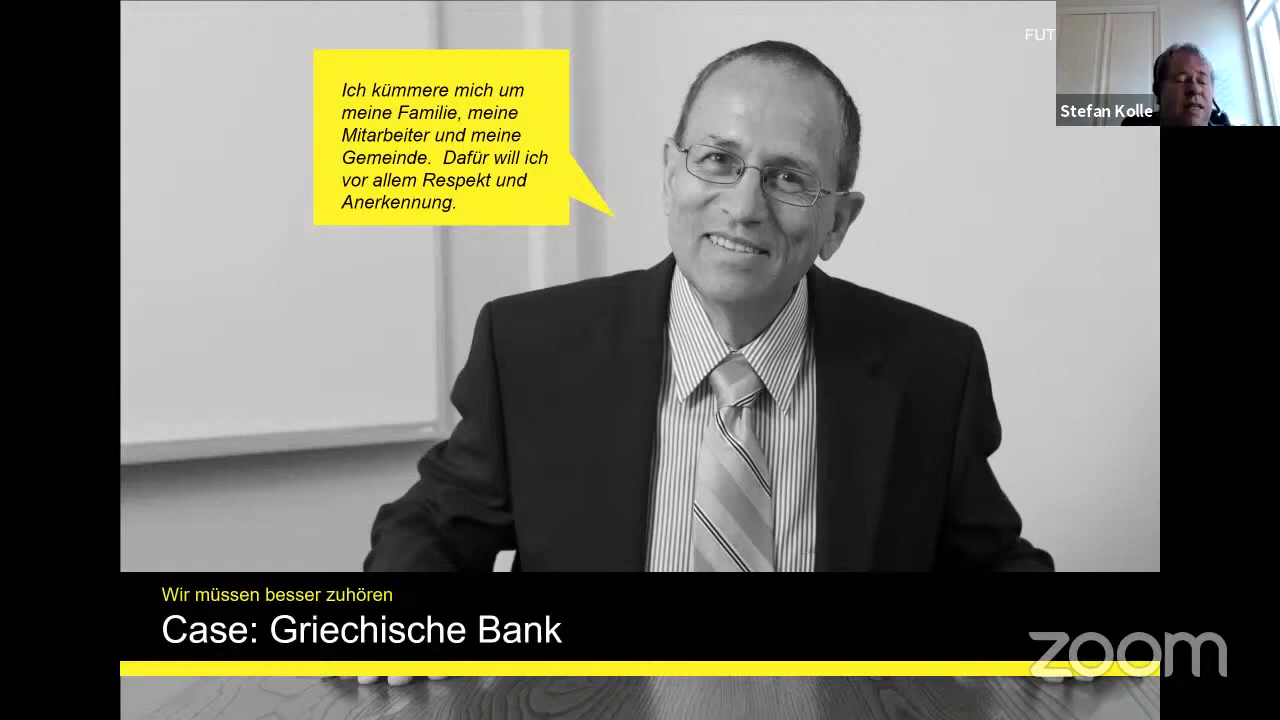 FUT
Stefan Kolle
Ich kümmere mich um
meine Familie, meine
Mitarbeiter und meine
Gemeinde.  Dafür will ich
vor allem Respekt und
Anerkennung.
Wir müssen besser zuhören
Case: Griechische Bank
zoom